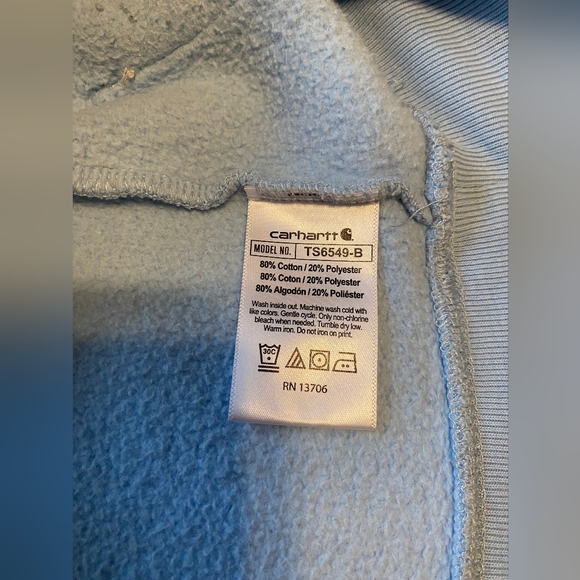 carhartt
MODEL NO. TS6549-B
80% Cotton / 20% Polyester
80% Coton / 20% Polyester
80% Algodón / 20% Poliéster
Wash inside out. Machine wash cold with
like colors. Gentle cycle. Only non-chlorine
bleach when needed. Tumble dry low.
Warm iron. Do not iron on print.
30C
RN 13706